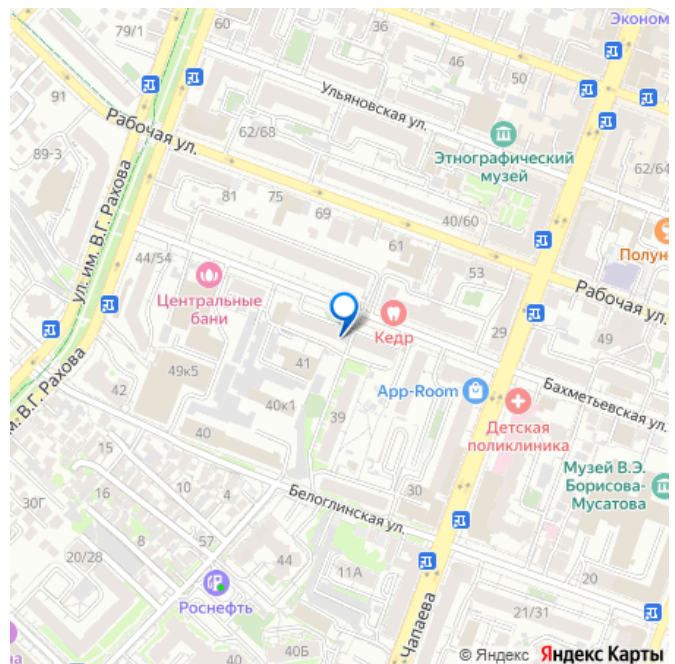 79/1
60
36
Эконом
46
50
91
Ульяновская ул.
Рабочая ул.
62/68
Этнографический
музей
62/64
89-3
81
75
69
40/60
61
Полун
ул. им. В.Г. Рахова
44/54
53
Центральные
бани
Рабочая ул.
Кедр
29
49
41
49к5
42
App-Room
Бахметьевская ул.
м. В.Г. Рахова
40к1
39
Детская
поликлиника
40
15
Музей В.Э.
Борисова-
Мусатова
30Г
16
10
4
30
Белоглинская ул.
8
57
20/28
44
11А
20
Роснефть
Чапаева
21/31
на
40
40Б
© Яндекс Яндекс Карты